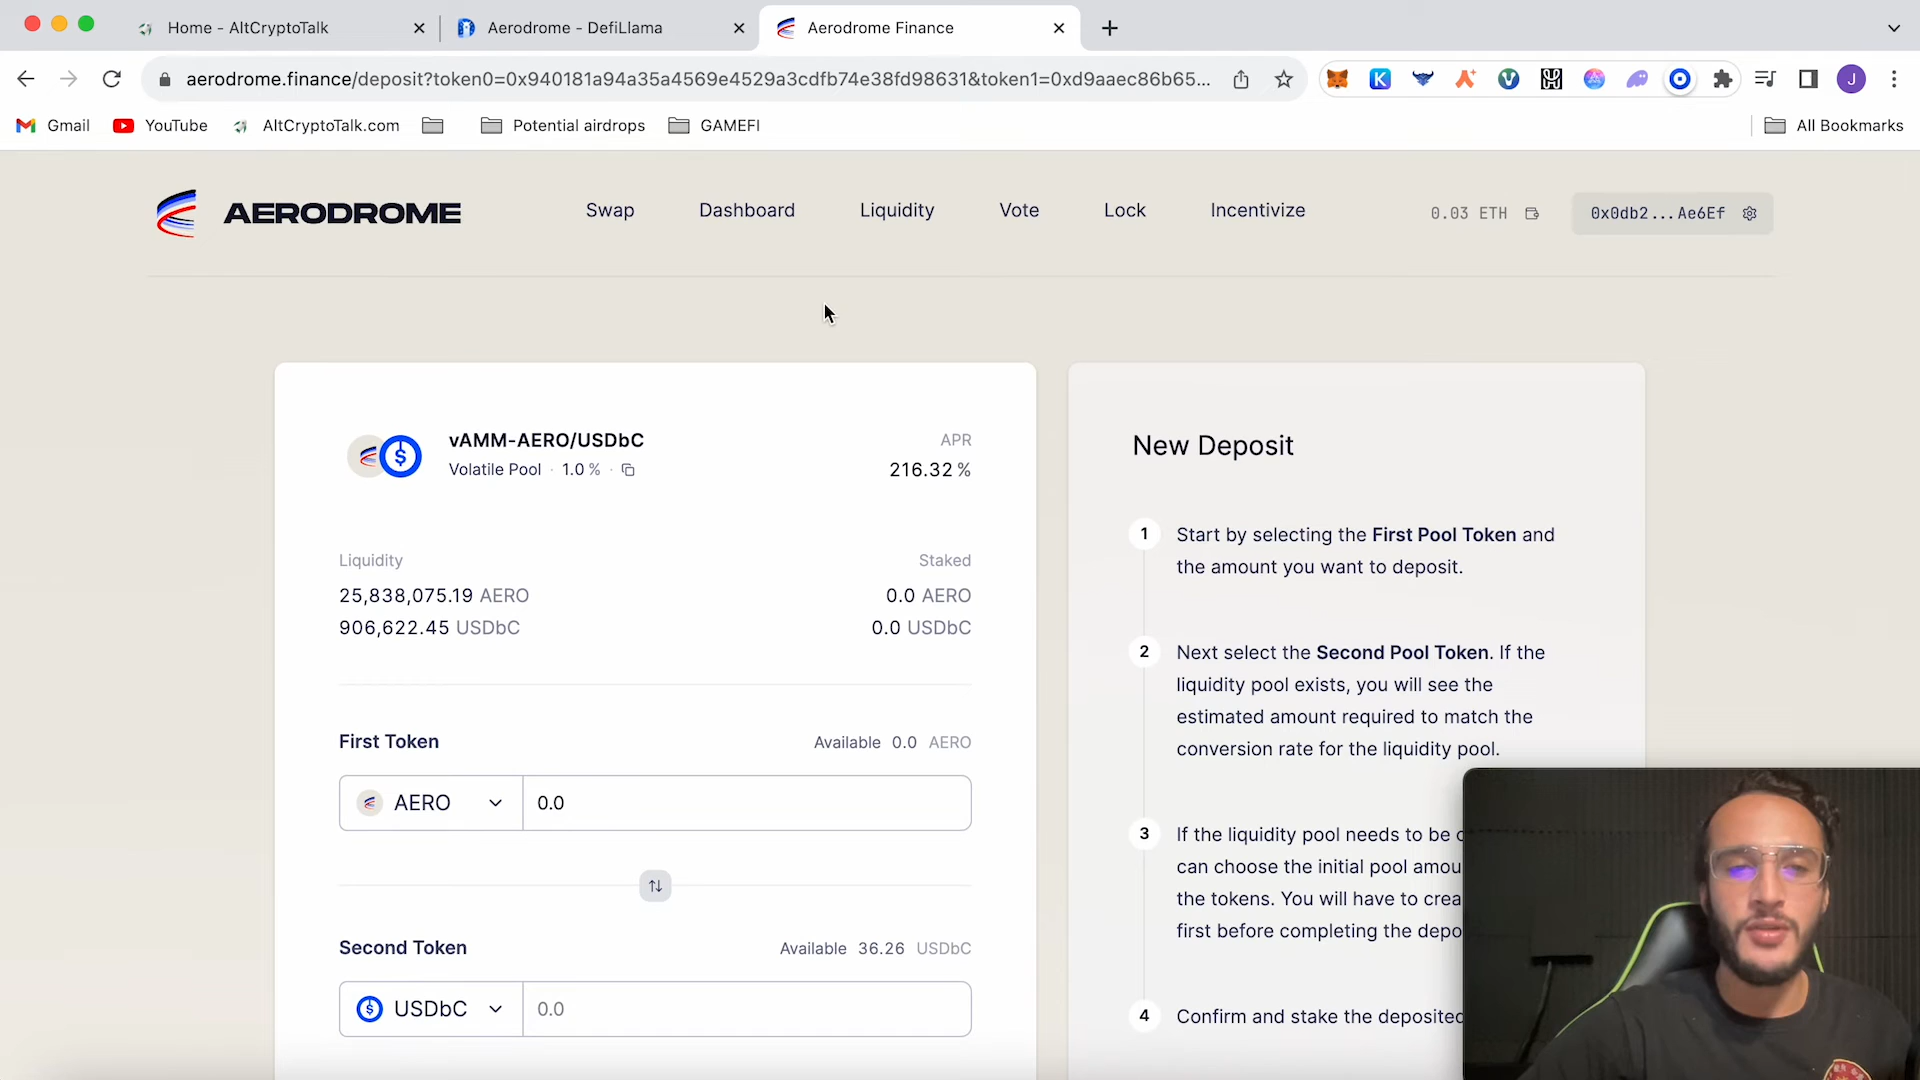 Home - AltCryptoTalk
Aerodrome - DefiLlama
Aerodrome Finance
aerodrome.finance/deposit?token0=0x940181a94a35a4569e4529a3cdfb74e38fd98631&token1=0xd9aaec86b65...
J
Gmail
YouTube
AltCryptoTalk.com
Potential airdrops
GAMEFI
All Bookmarks
AERODROME
Swap
Dashboard
Liquidity
Vote
Lock
Incentivize
0.03 ETH
0x0db2...Ae6Ef
vAMM-AERO/USDbC
Volatile Pool · 1.0 % ·
APR
216.32 %
Liquidity
Staked
25,838,075.19 AERO
0.0 AERO
906,622.45 USDbC
0.0 USDbC
First Token
Available 0.0 AERO
AERO
0.0
Second Token
Available 36.26 USDbC
USDbC
0.0
New Deposit
1
Start by selecting the First Pool Token and
the amount you want to deposit.
2
Next select the Second Pool Token. If the
liquidity pool exists, you will see the
estimated amount required to match the
conversion rate for the liquidity pool.
3
If the liquidity pool needs to be
can choose the initial pool
the tokens. You will have to
first before completing the
4
Confirm and stake the deposited